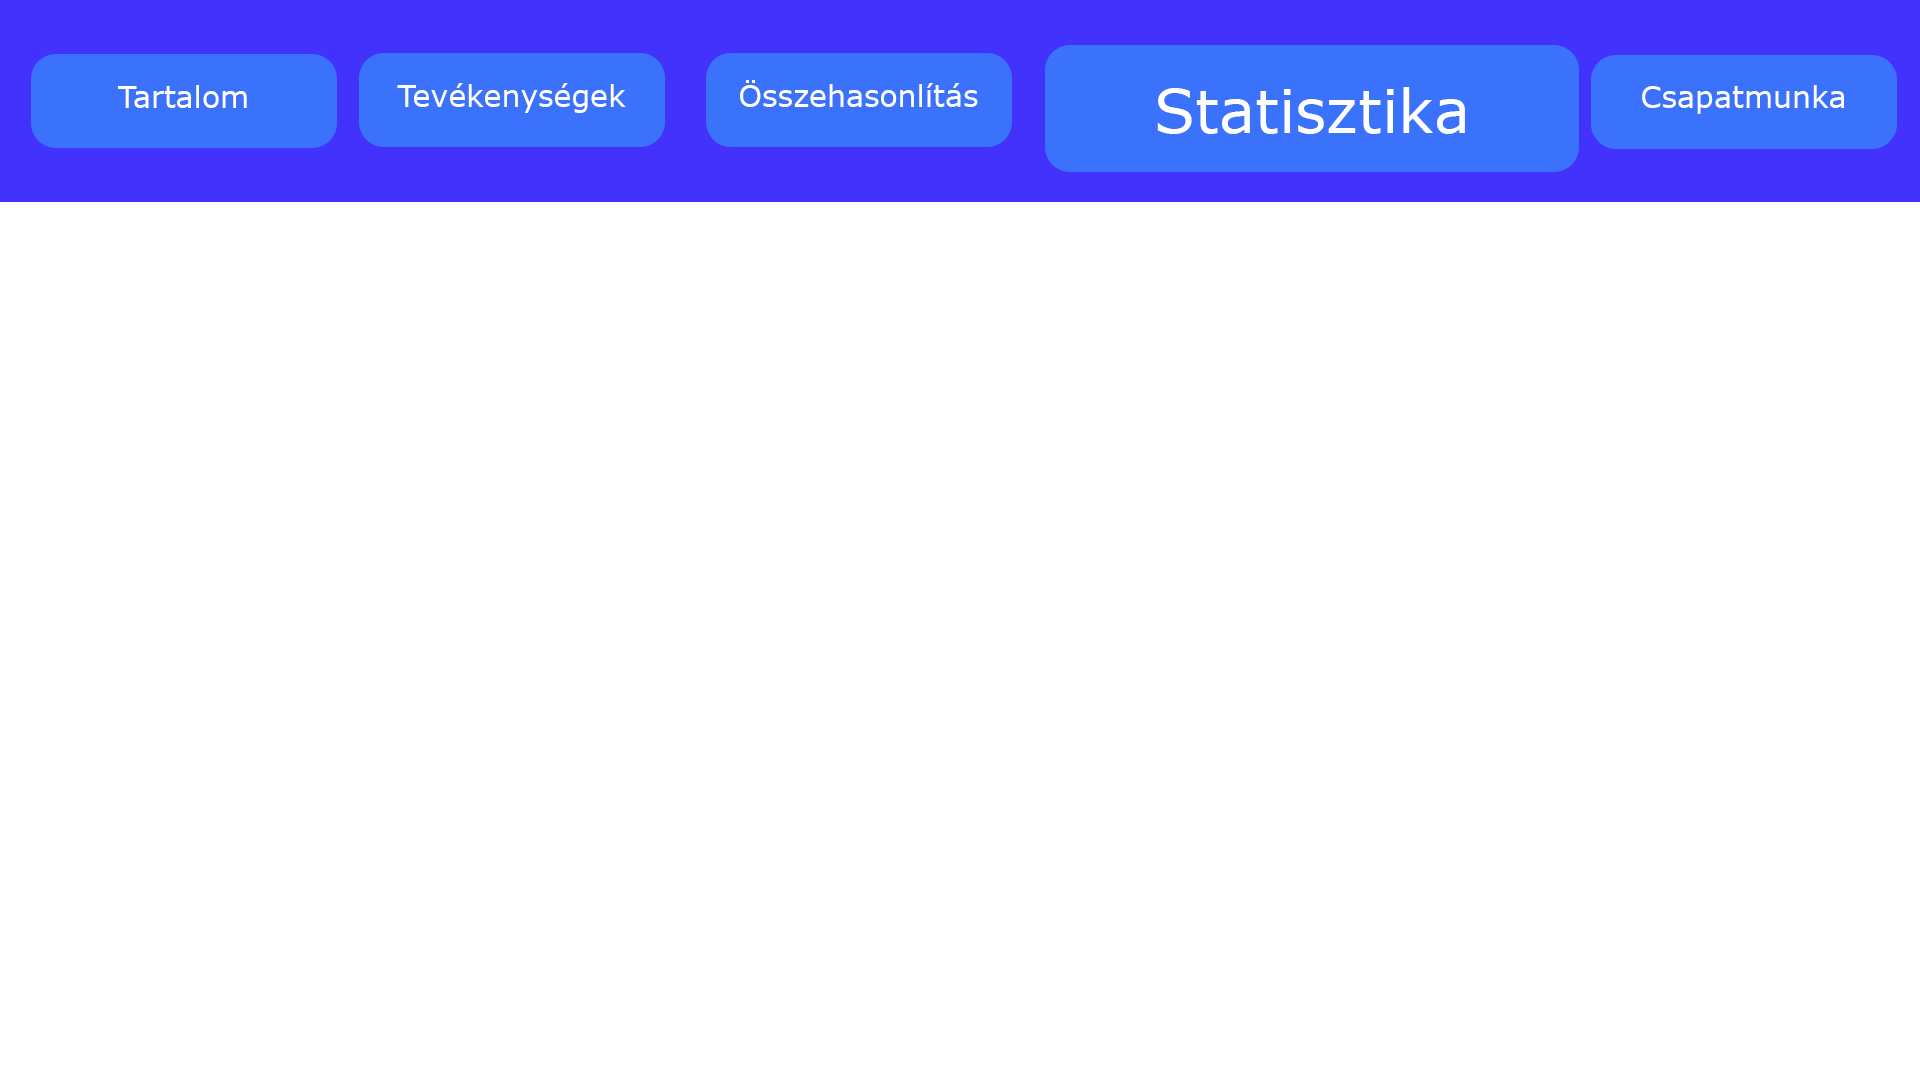 Tartalom
Tevékenységek
Összehasonlítás
Statisztika
Csapatmunka